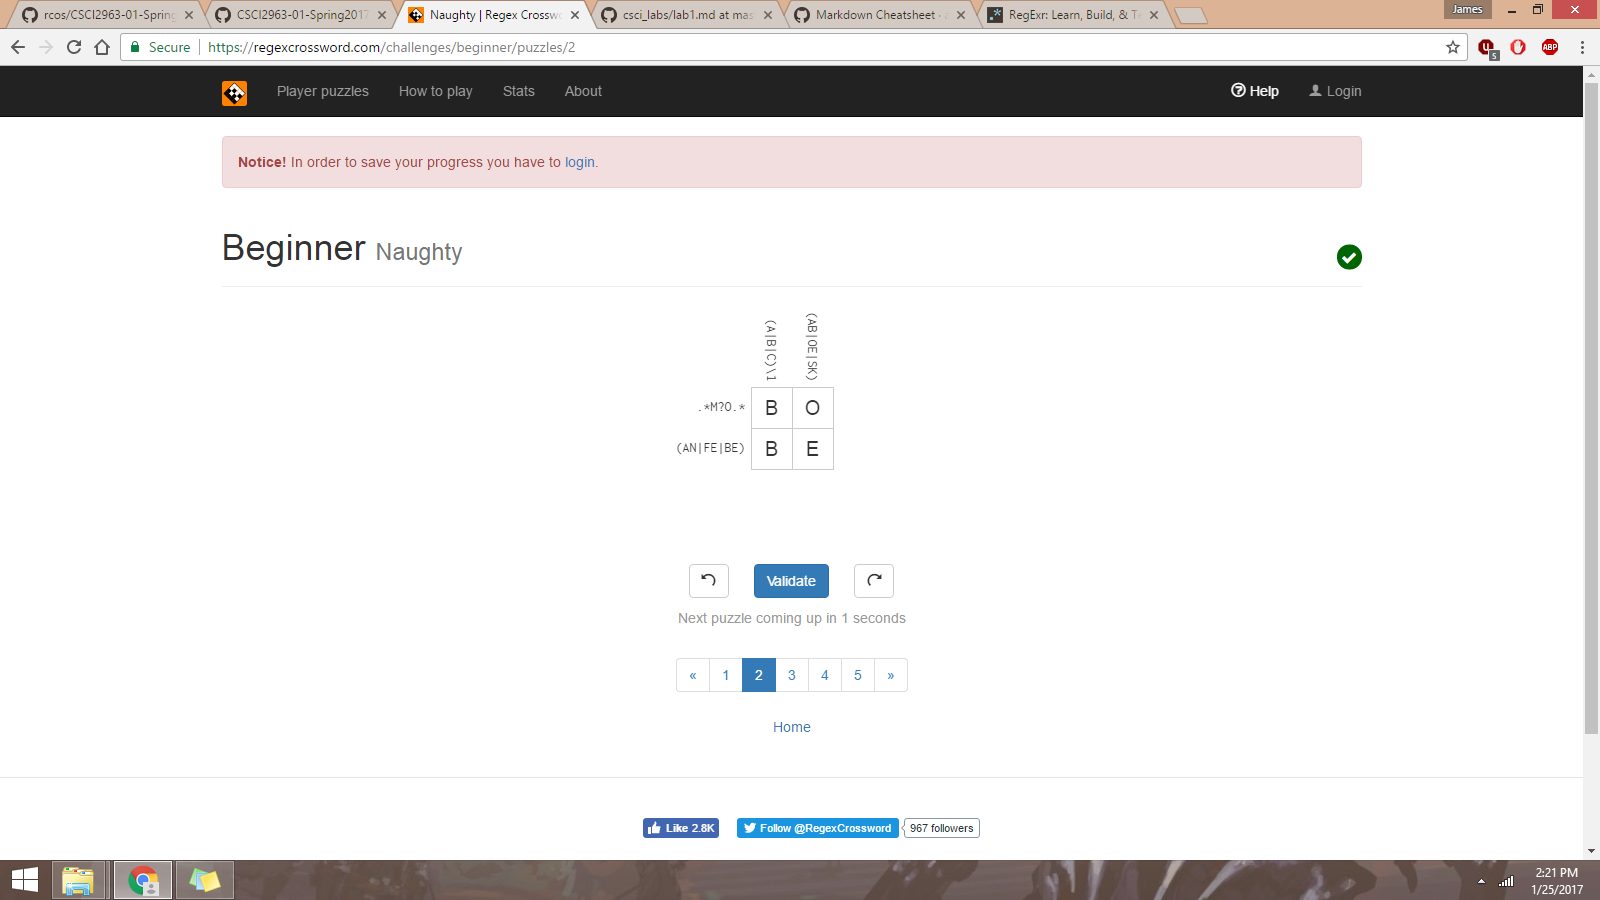 rcos/CSCI2963-01-Spring
CSCI2963-01-Spring2017
Naughty | Regex Crossw
csci_labs/lab1.md at mas
Markdown Cheatsheet ·
RegExr: Learn, Build, & T
James
Secure
https://regexcrossword.com/challenges/beginner/puzzles/2
5
ABP
Player puzzles
How to play
Stats
About
Help
Login
Notice! In order to save your progress you have to login.
Beginner Naughty
(A|B|C)\1
(AB|OE|SK)
.*M?O.*
B O
(AN|FE|BE)
B E
Validate
Next puzzle coming up in 1 seconds
« 1 2 3 4 5 »
Home
Like 2.8K
Follow @RegexCrossword
967 followers
2:21 PM
1/25/2017